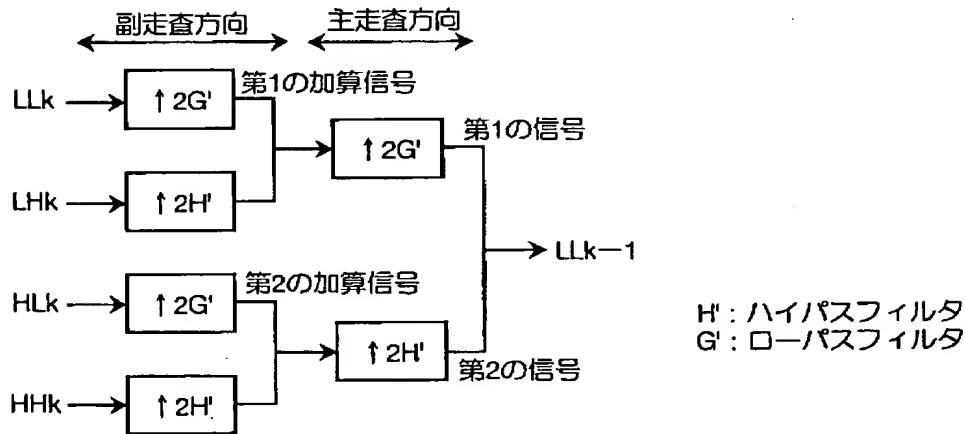 副走査方向
主走査方向
LLk
↑2G'
第1の加算信号
LHk
↑2H'
↑2G'
第1の信号
LLk－1
HLk
↑2G'
第2の加算信号
HHk
↑2H'
↑2H'
第2の信号
H'：ハイパスフィルタ
G'：ローパスフィルタ